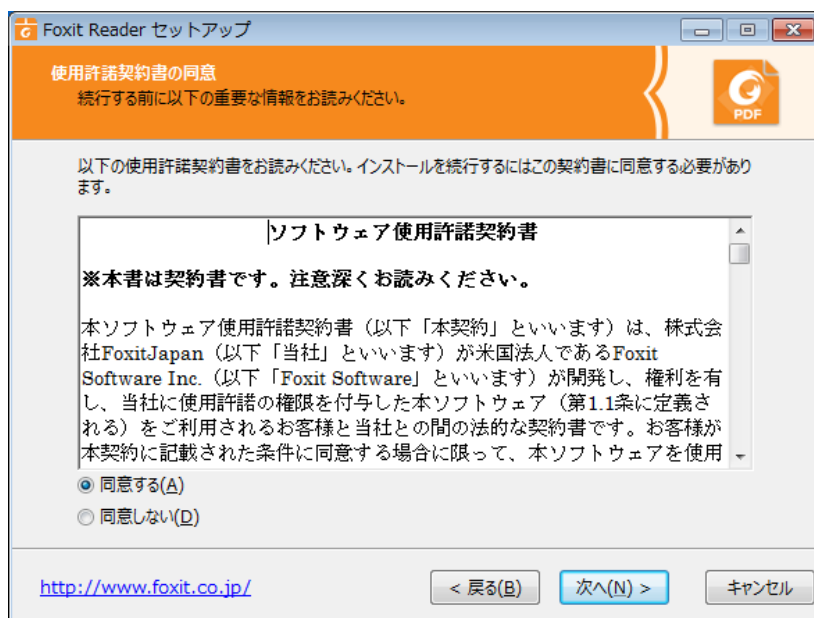 Foxit Reader セットアップ
使用許諾契約書の同意
続行する前に以下の重要な情報をお読みください。
PDF
以下の使用許諾契約書をお読みください。インストールを続行するにはこの契約書に同意する必要があり
ます。
ソフトウェア使用許諾契約書
※本書は契約書です。注意深くお読みください。
本ソフトウェア使用許諾契約書（以下「本契約」といいます）は、株式会
社FoxitJapan（以下「当社」といいます）が米国法人であるFoxit
Software Inc.（以下「Foxit Software」といいます）が開発し、権利を有
し、当社に使用許諾の権限を付与した本ソフトウェア（第1.1条に定義さ
れる）をご利用されるお客様と当社との間の法的な契約書です。お客様が
本契約に記載された条件に同意する場合に限って、本ソフトウェアを使用
同意する(A)
同意しない(D)
http://www.foxit.co.jp/
< 戻る(B)
次へ(N) >
キャンセル